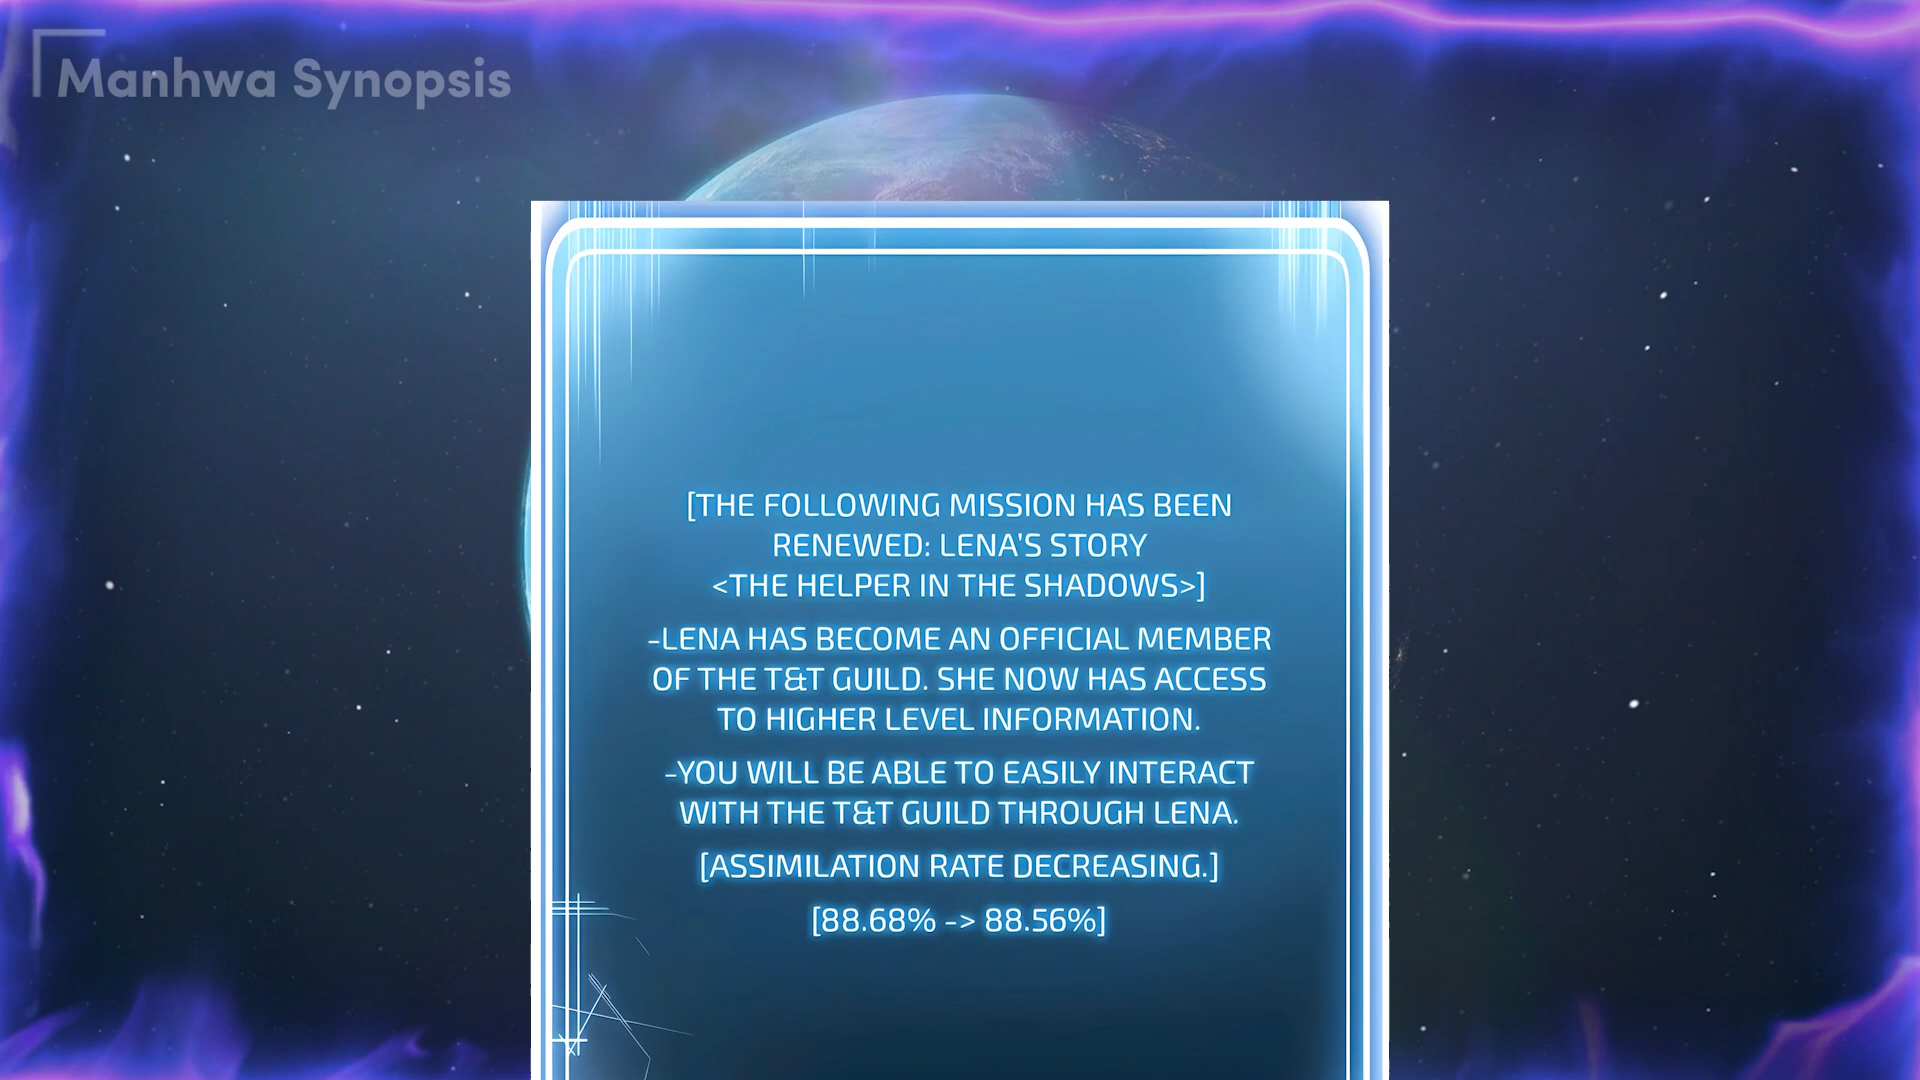 Manhwa Synopsis
[THE FOLLOWING MISSION HAS BEEN
RENEWED: LENA'S STORY
<THE HELPER IN THE SHADOWS>]
-LENA HAS BECOME AN OFFICIAL MEMBER
OF THE T&T GUILD. SHE NOW HAS ACCESS
TO HIGHER LEVEL INFORMATION.
-YOU WILL BE ABLE TO EASILY INTERACT
WITH THE T&T GUILD THROUGH LENA.
[ASSIMILATION RATE DECREASING.]
[88.68% -> 88.56%]